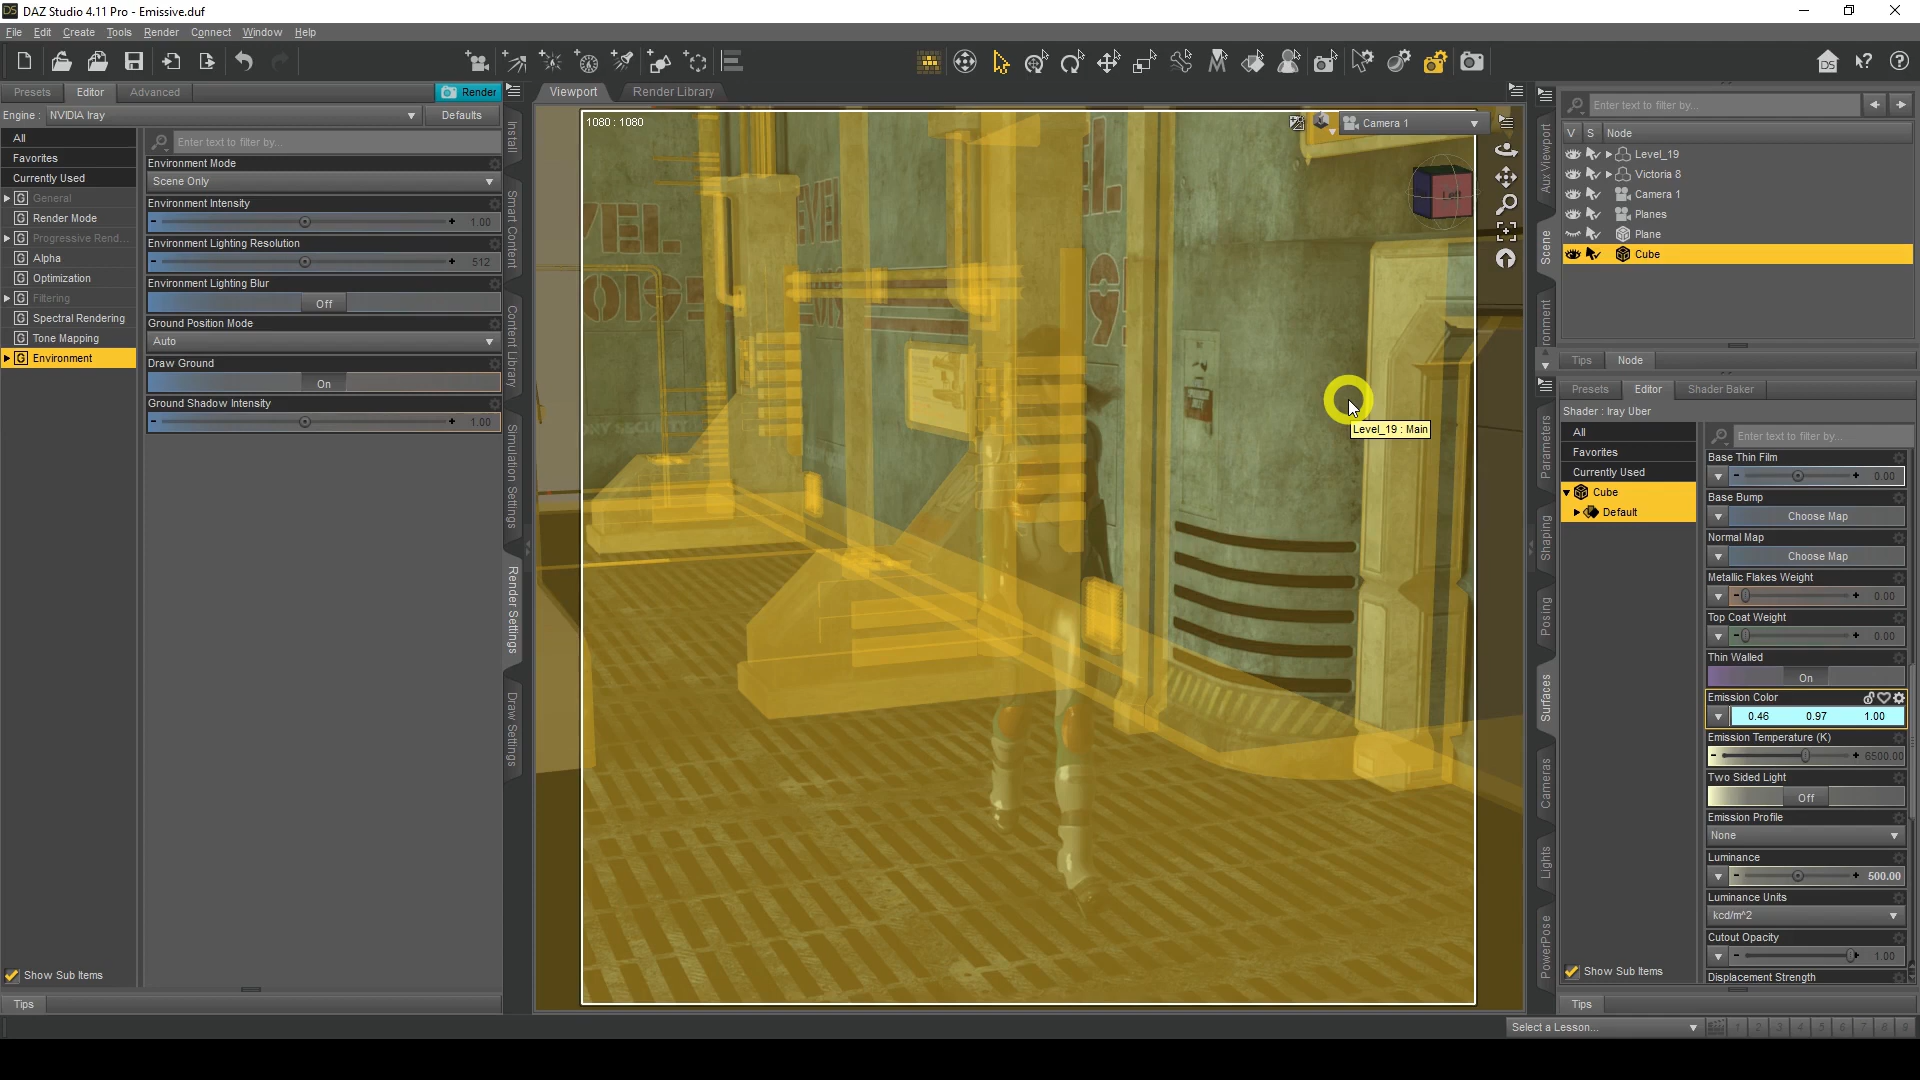 DAZ Studio 4.11 Pro - Emissive.duf
File Edit Create Tools Render Connect Window Help
Presets Editor Advanced Render
Engine : NVIDIA Iray Defaults
All
Favorites
Currently Used
General
Render Mode
Progressive Rend...
Alpha
Optimization
Filtering
Spectral Rendering
Tone Mapping
Environment
Show Sub Items
Tips
Enter text to filter by...
Environment Mode
Scene Only
Environment Intensity
1.00
Environment Lighting Resolution
512
Environment Lighting Blur
Off
Ground Position Mode
Auto
Draw Ground
On
Ground Shadow Intensity
1.00
Install
Smart Content
Content Library
Simulation Settings
Render Settings
Draw Settings
Viewport Render Library
1080 : 1080
Camera 1
Level_19 : Main
Aux Viewport
Scene
Parameters
Shaping
Posing
Surfaces
Cameras
Lights
PowerPose
Enter text to filter by...
V S Node
Level_19
Victoria 8
Camera 1
Planes
Plane
Cube
Tips Node
Presets Editor Shader Baker
Shader : Iray Uber
All
Favorites
Currently Used
Cube
Default
Show Sub Items
Enter text to filter by...
Base Thin Film
0.00
Base Bump
Choose Map
Normal Map
Choose Map
Metallic Flakes Weight
0.00
Top Coat Weight
0.00
Thin Walled
On
Emission Color
0.46 0.97 1.00
Emission Temperature (K)
6500.00
Two Sided Light
Off
Emission Profile
None
Luminance
500.00
Luminance Units
kcd/m^2
Cutout Opacity
1.00
Displacement Strength
Tips
Select a Lesson...
1 2 3 4 5 6 7 8 9